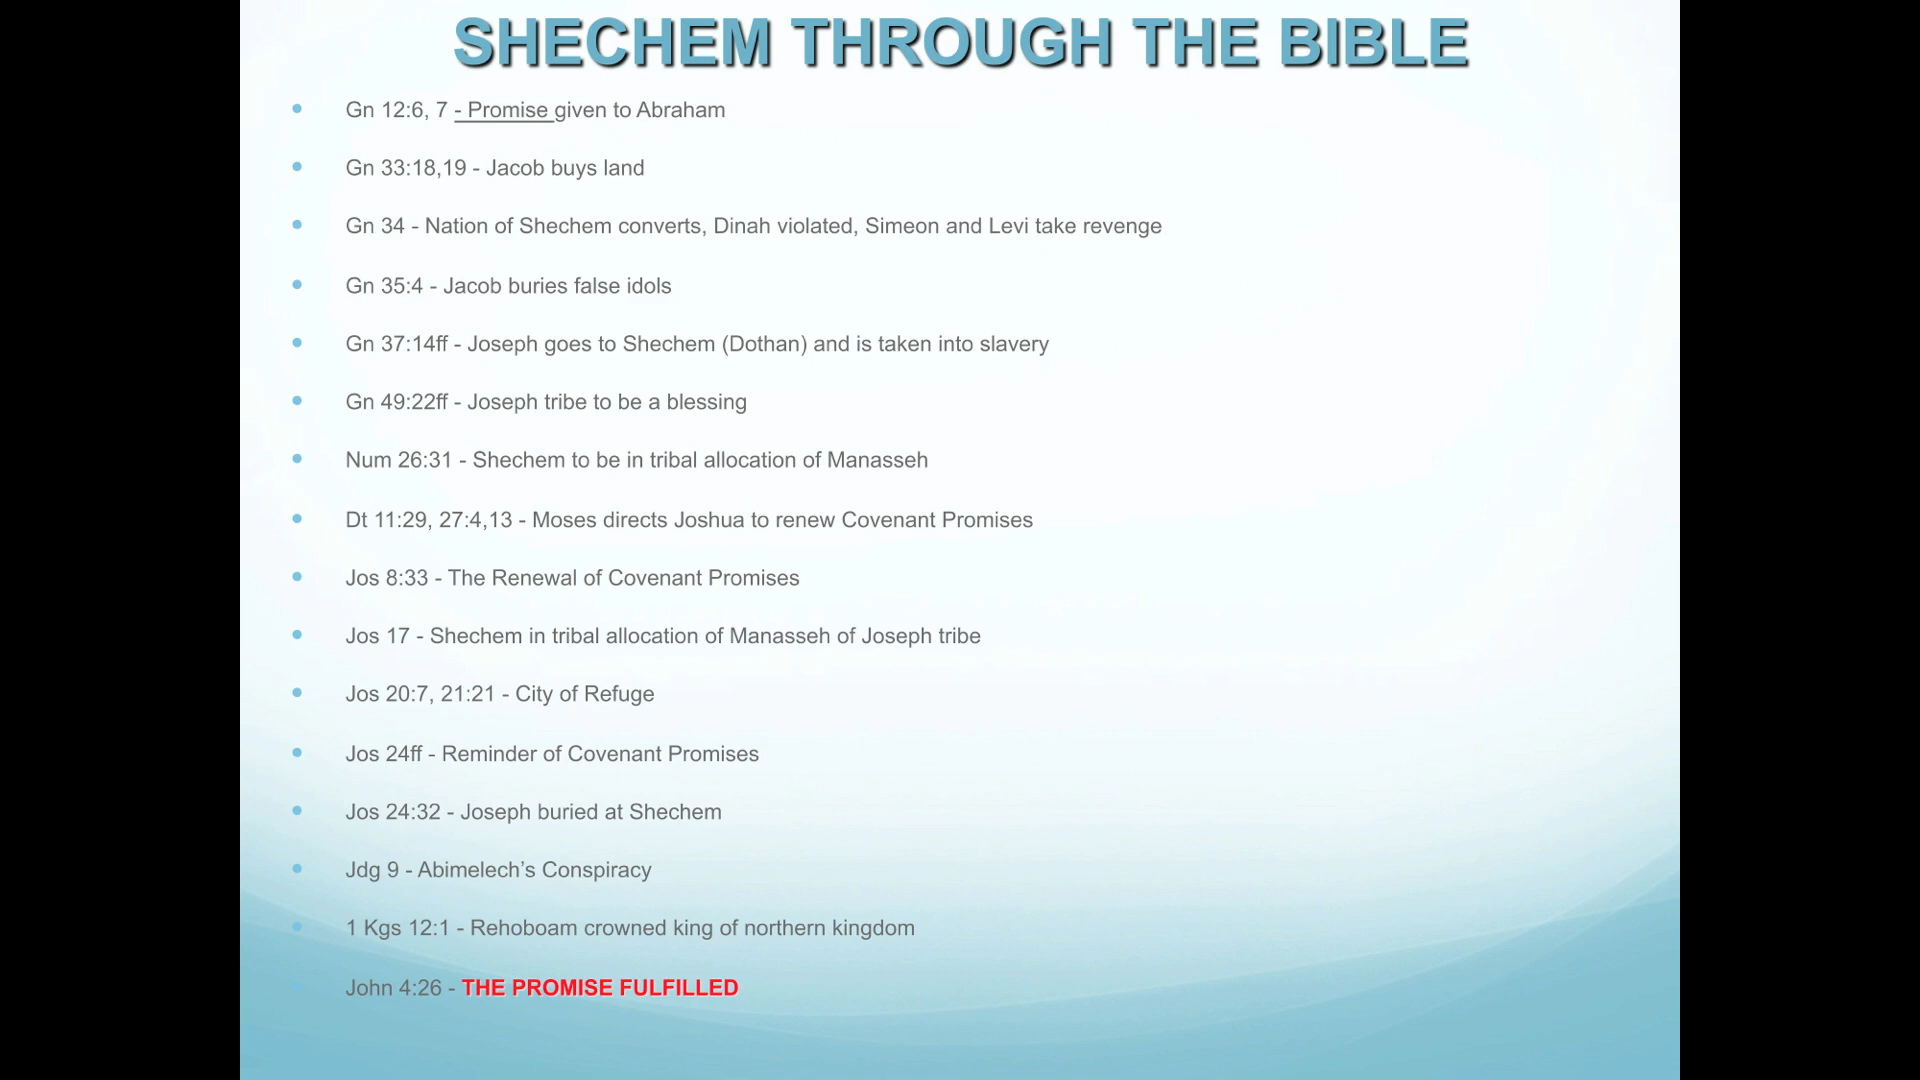 SHECHEM THROUGH THE BIBLE
Gn 12:6, 7 - Promise given to Abraham
Gn 33:18,19 - Jacob buys land
Gn 34 - Nation of Shechem converts, Dinah violated, Simeon and Levi take revenge
Gn 35:4 - Jacob buries false idols
Gn 37:14ff - Joseph goes to Shechem (Dothan) and is taken into slavery
Gn 49:22ff - Joseph tribe to be a blessing
Num 26:31 - Shechem to be in tribal allocation of Manasseh
Dt 11:29, 27:4,13 - Moses directs Joshua to renew Covenant Promises
Jos 8:33 - The Renewal of Covenant Promises
Jos 17 - Shechem in tribal allocation of Manasseh of Joseph tribe
Jos 20:7, 21:21 - City of Refuge
Jos 24ff - Reminder of Covenant Promises
Jos 24:32 - Joseph buried at Shechem
Jdg 9 - Abimelech’s Conspiracy
1 Kgs 12:1 - Rehoboam crowned king of northern kingdom
John 4:26 - THE PROMISE FULFILLED